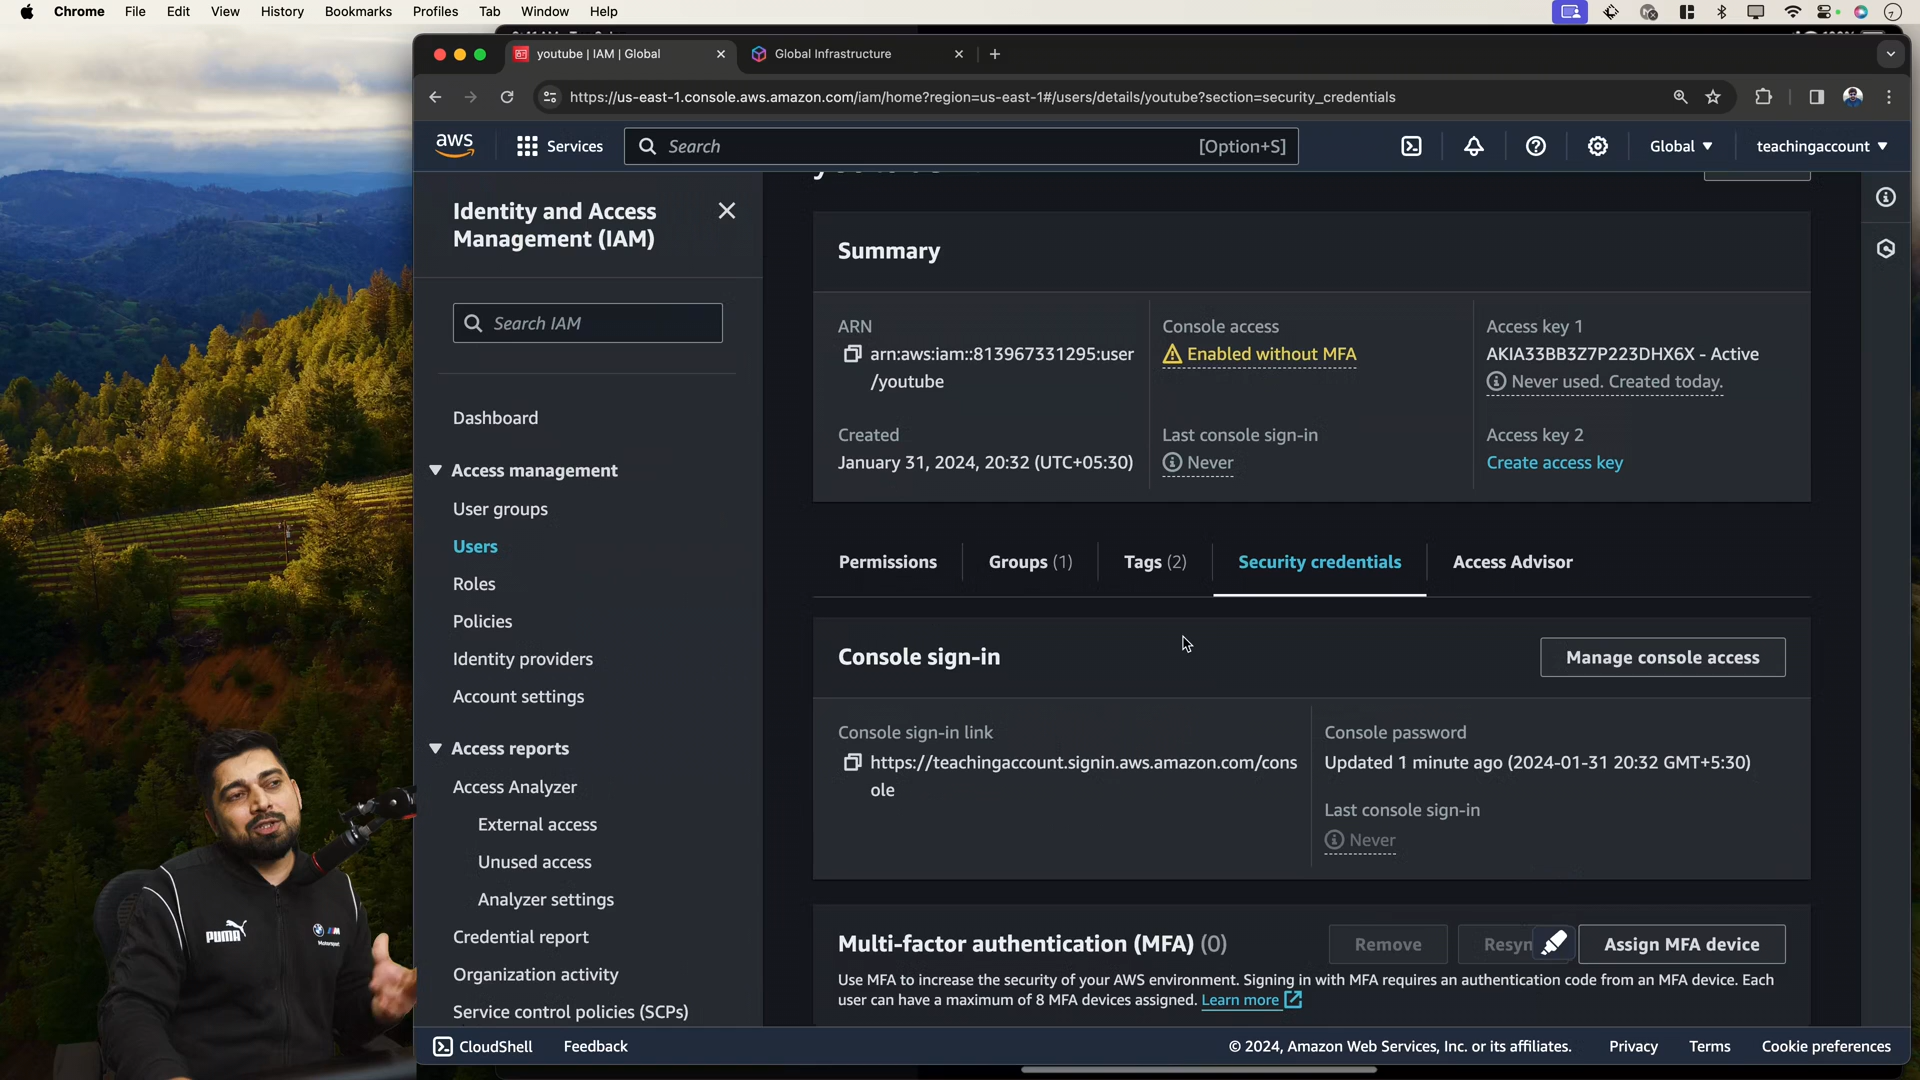 Chrome File Edit View History Bookmarks Profiles Tab Window Help
youtube | IAM | Global
Global Infrastructure
https://us-east-1.console.aws.amazon.com/iam/home?region=us-east-1#/users/details/youtube?section=security_credentials
aws
Services
Search
[Option+S]
Global
teachingaccount
Identity and Access
Management (IAM)
Search IAM
Dashboard
Access management
User groups
Users
Roles
Policies
Identity providers
Account settings
Access reports
Access Analyzer
External access
Unused access
Analyzer settings
Credential report
Organization activity
Service control policies (SCPs)
Summary
ARN
arn:aws:iam::813967331295:user
/youtube
Console access
Enabled without MFA
Access key 1
AKIA33BB3Z7P223DHX6X - Active
Never used. Created today.
Created
January 31, 2024, 20:32 (UTC+05:30)
Last console sign-in
Never
Access key 2
Create access key
Permissions
Groups (1)
Tags (2)
Security credentials
Access Advisor
Console sign-in
Manage console access
Console sign-in link
https://teachingaccount.signin.aws.amazon.com/cons
ole
Console password
Updated 1 minute ago (2024-01-31 20:32 GMT+5:30)
Last console sign-in
Never
Multi-factor authentication (MFA) (0)
Remove
Resyn
Assign MFA device
Use MFA to increase the security of your AWS environment. Signing in with MFA requires an authentication code from an MFA device. Each
user can have a maximum of 8 MFA devices assigned. Learn more
CloudShell
Feedback
© 2024, Amazon Web Services, Inc. or its affiliates.
Privacy
Terms
Cookie preferences
PUMA